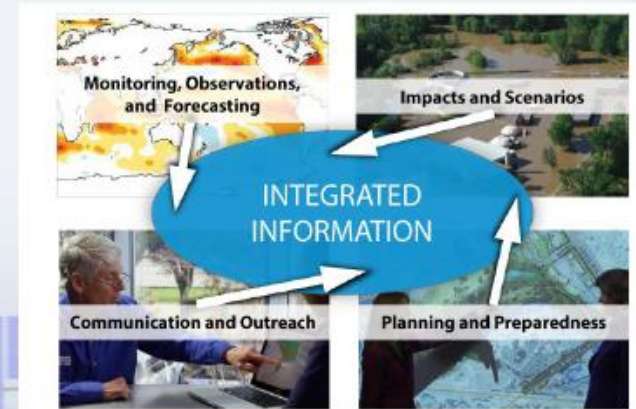 Monitoring, Observations,
and Forecasting
Impacts and Scenarios
INTEGRATED
INFORMATION
Communication and Outreach
Planning and Preparedness